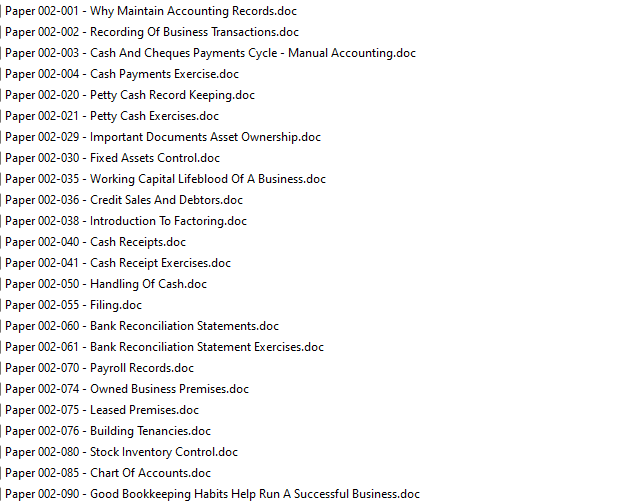 Paper 002-001 - Why Maintain Accounting Records.doc
Paper 002-002 - Recording Of Business Transactions.doc
Paper 002-003 - Cash And Cheques Payments Cycle - Manual Accounting.doc
Paper 002-004 - Cash Payments Exercise.doc
Paper 002-020 - Petty Cash Record Keeping.doc
Paper 002-021 - Petty Cash Exercises.doc
Paper 002-029 - Important Documents Asset Ownership.doc
Paper 002-030 - Fixed Assets Control.doc
Paper 002-035 - Working Capital Lifeblood Of A Business.doc
Paper 002-036 - Credit Sales And Debtors.doc
Paper 002-038 - Introduction To Factoring.doc
Paper 002-040 - Cash Receipts.doc
Paper 002-041 - Cash Receipt Exercises.doc
Paper 002-050 - Handling Of Cash.doc
Paper 002-055 - Filing.doc
Paper 002-060 - Bank Reconciliation Statements.doc
Paper 002-061 - Bank Reconciliation Statement Exercises.doc
Paper 002-070 - Payroll Records.doc
Paper 002-074 - Owned Business Premises.doc
Paper 002-075 - Leased Premises.doc
Paper 002-076 - Building Tenancies.doc
Paper 002-080 - Stock Inventory Control.doc
Paper 002-085 - Chart Of Accounts.doc
Paper 002-090 - Good Bookkeeping Habits Help Run A Successful Business.doc